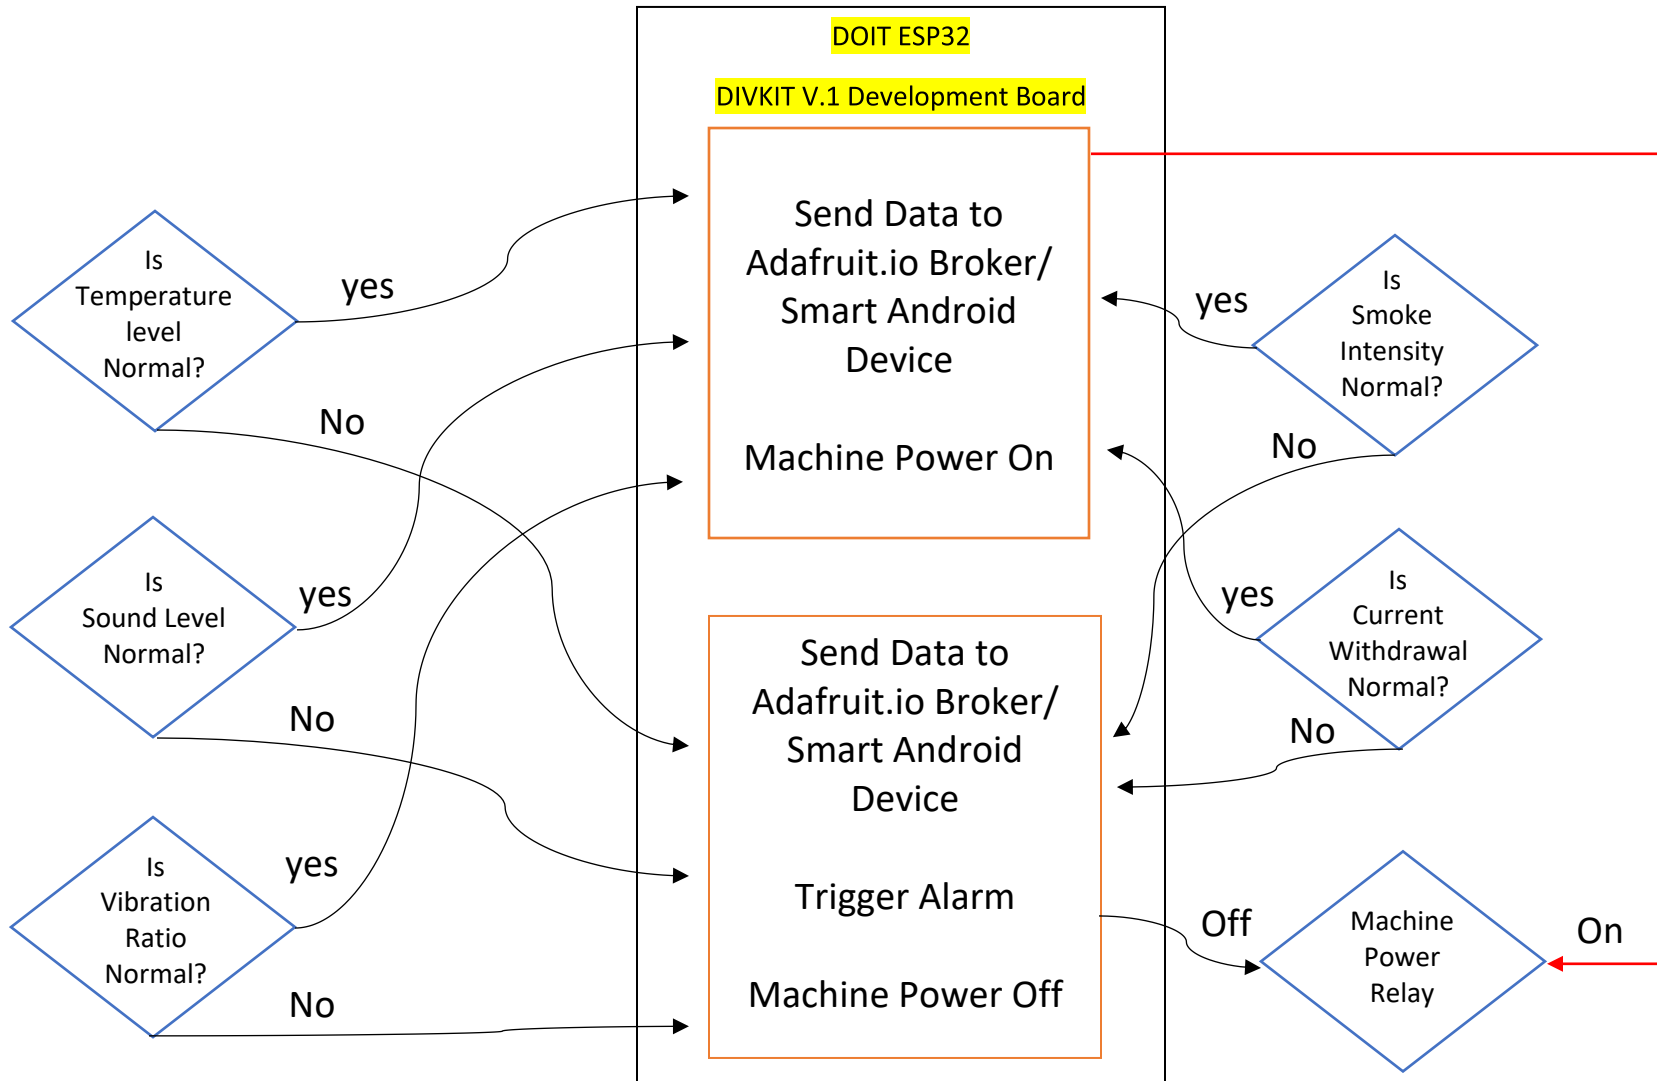 DOIT ESP32
DIVKIT V.1 Development Board
Send Data to
Adafruit.io Broker/
Smart Android
Device
Machine Power On
Is
Temperature
level
Normal?
yes
No
Is
Sound Level
Normal?
yes
No
Is
Vibration
Ratio
Normal?
yes
No
Send Data to
Adafruit.io Broker/
Smart Android
Device
Trigger Alarm
Machine Power Off
Is
Smoke
Intensity
Normal?
yes
No
Is
Current
Withdrawal
Normal?
yes
No
Off
Machine
Power
Relay
On